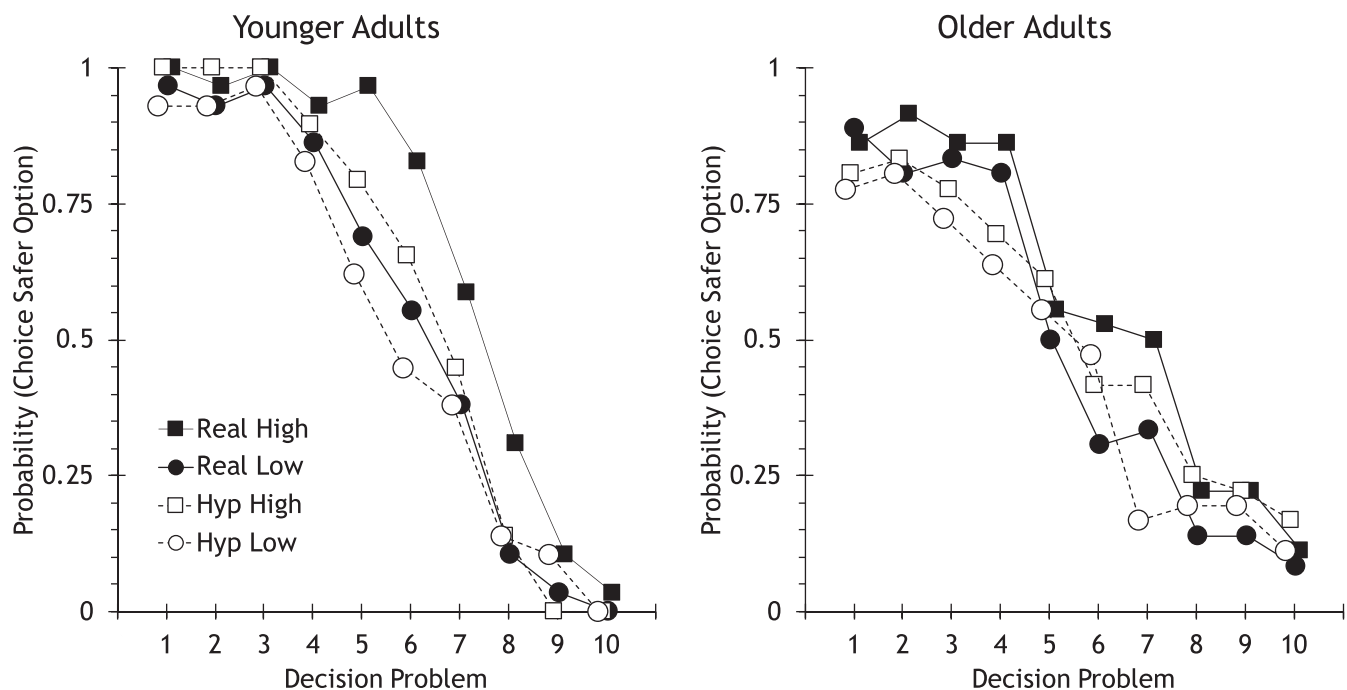 Younger Adults
Probability (Choice Safer Option)
1
0.75
0.5
0.25
0
Real High
Real Low
Hyp High
Hyp Low
1 2 3 4 5 6 7 8 9 10
Decision Problem
Older Adults
Probability (Choice Safer Option)
1
0.75
0.5
0.25
0
1 2 3 4 5 6 7 8 9 10
Decision Problem